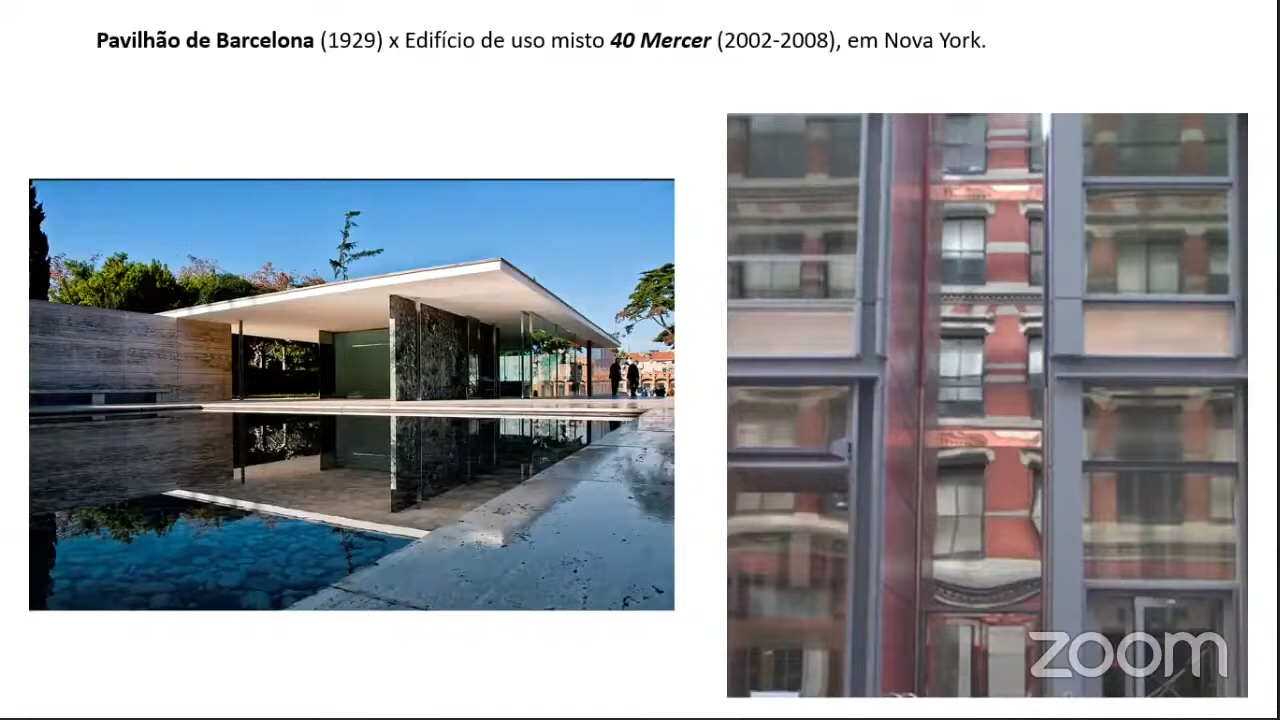 Pavilhão de Barcelona (1929) x Edifício de uso misto 40 Mercer (2002-2008), em Nova York.
zoom